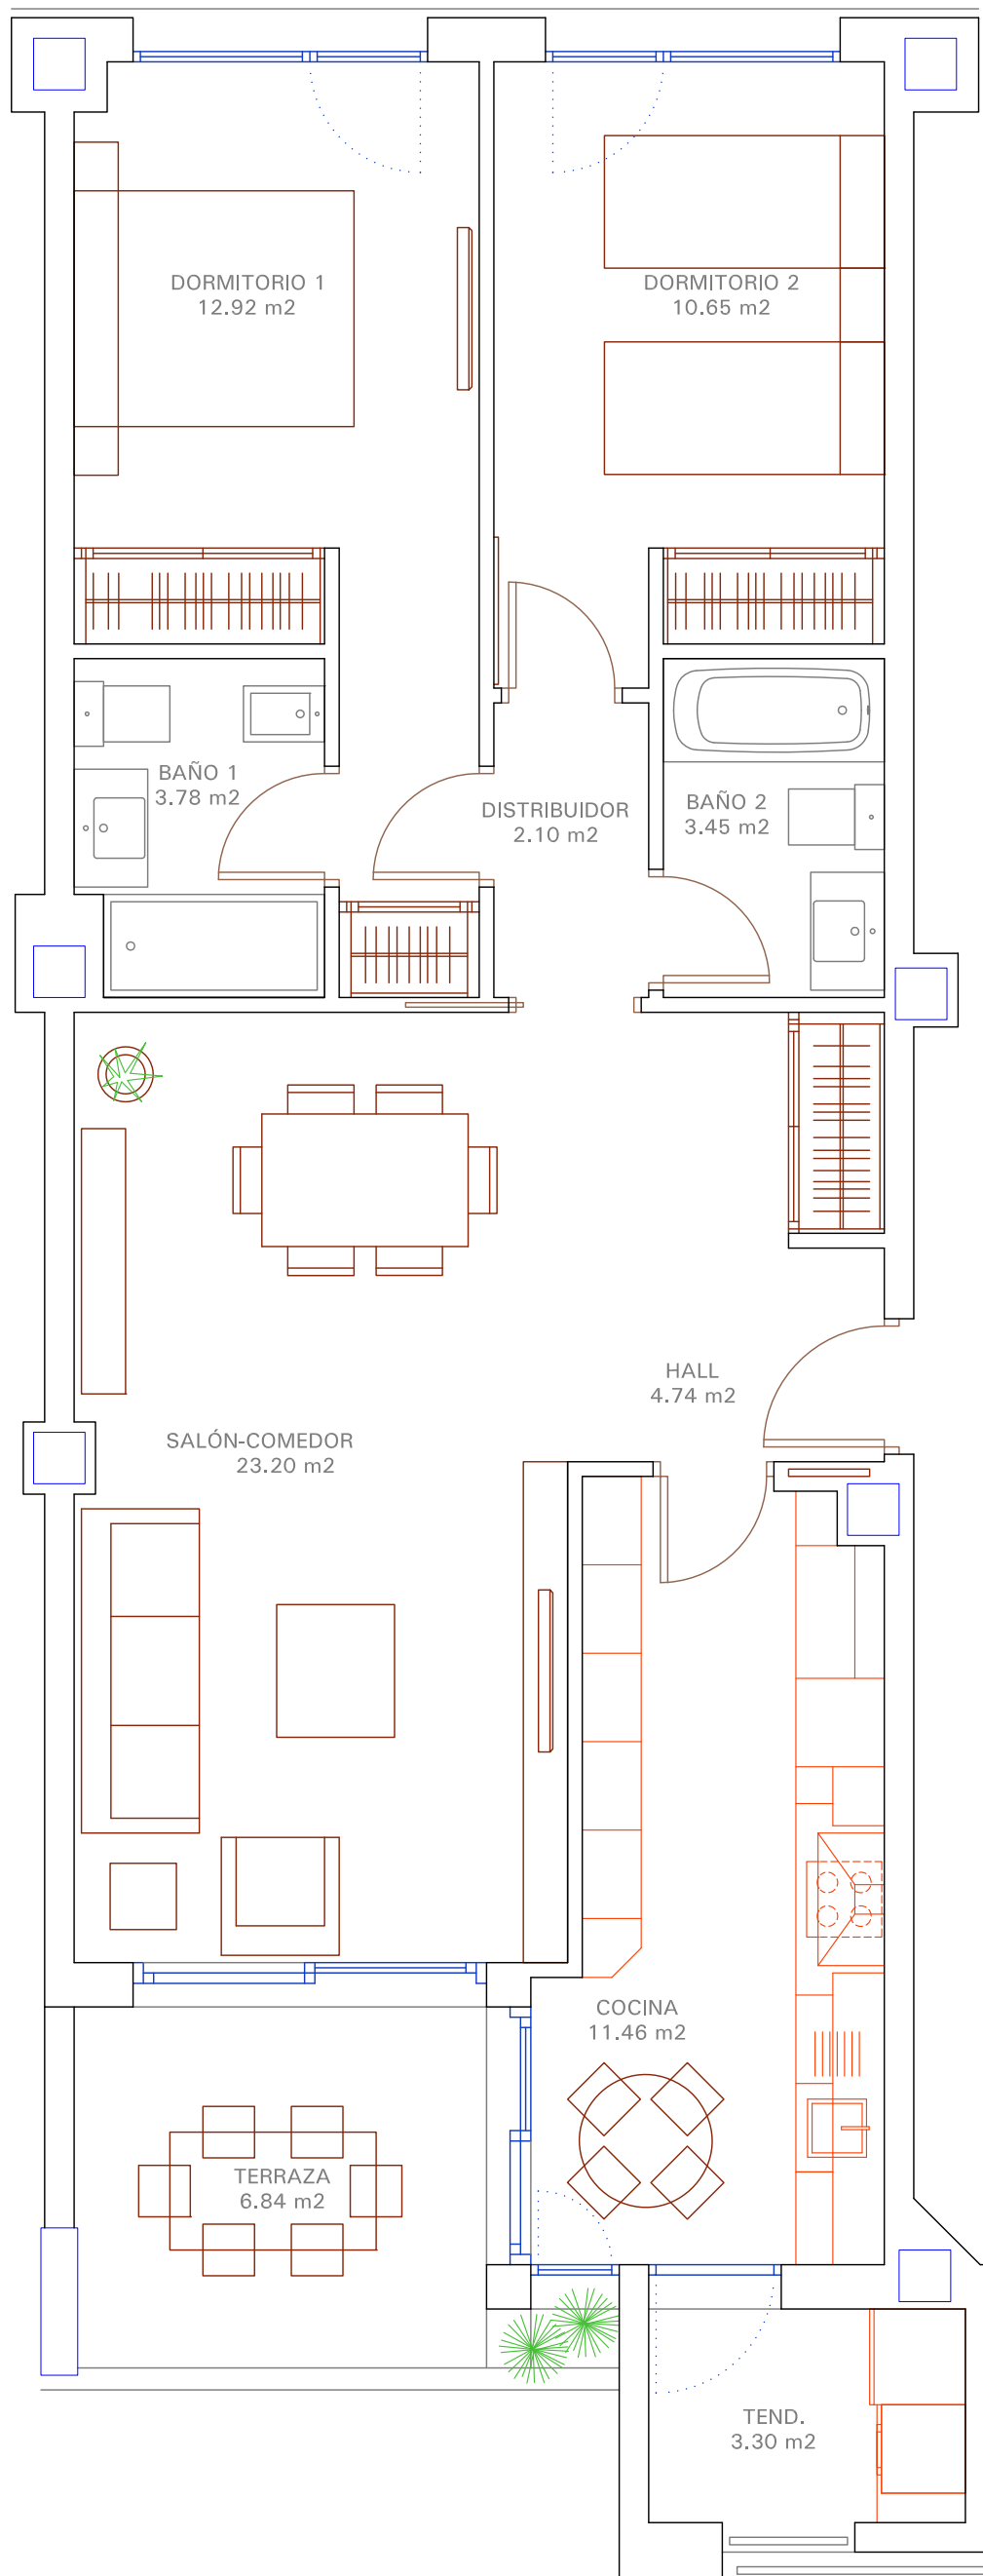 DORMITORIO 1
12.92 m2
DORMITORIO 2
10.65 m2
BAÑO 1
3.78 m2
DISTRIBUIDOR
2.10 m2
BAÑO 2
3.45 m2
HALL
4.74 m2
SALÓN-COMEDOR
23.20 m2
COCINA
11.46 m2
TERRAZA
6.84 m2
TEND.
3.30 m2